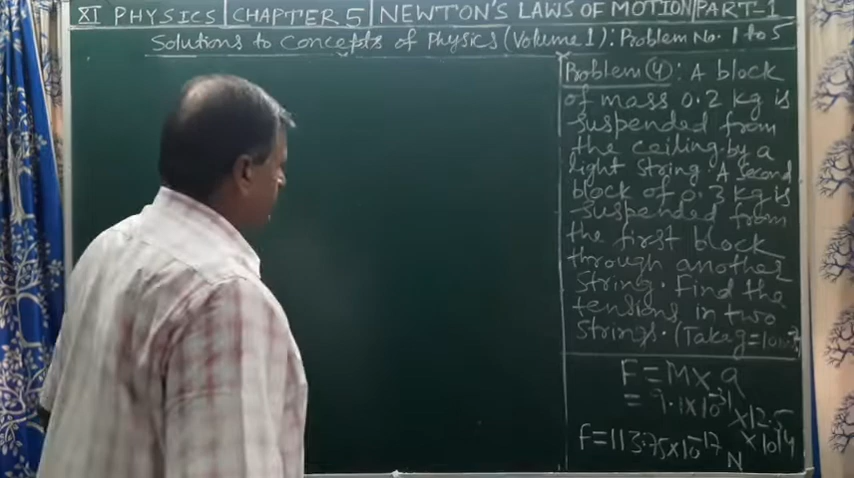 XI PHYSICS | CHAPTER 5 | NEWTON'S LAWS OF MOTION | PART-1
Solutions to Concepts of Physics (Volume 1): Problem No. 1 to 5
Problem (4): A block
of mass 0.2 kg is
suspended from
the ceiling by a
light string. A second
block of 0.3 kg is
suspended from
the first block
through another
string. Find the
tensions in two
strings. (Take g=10m
F = M × a
= 9.1×10⁻³¹ × 12.5
× 10¹⁴
F = 113.75×10⁻¹⁷ N